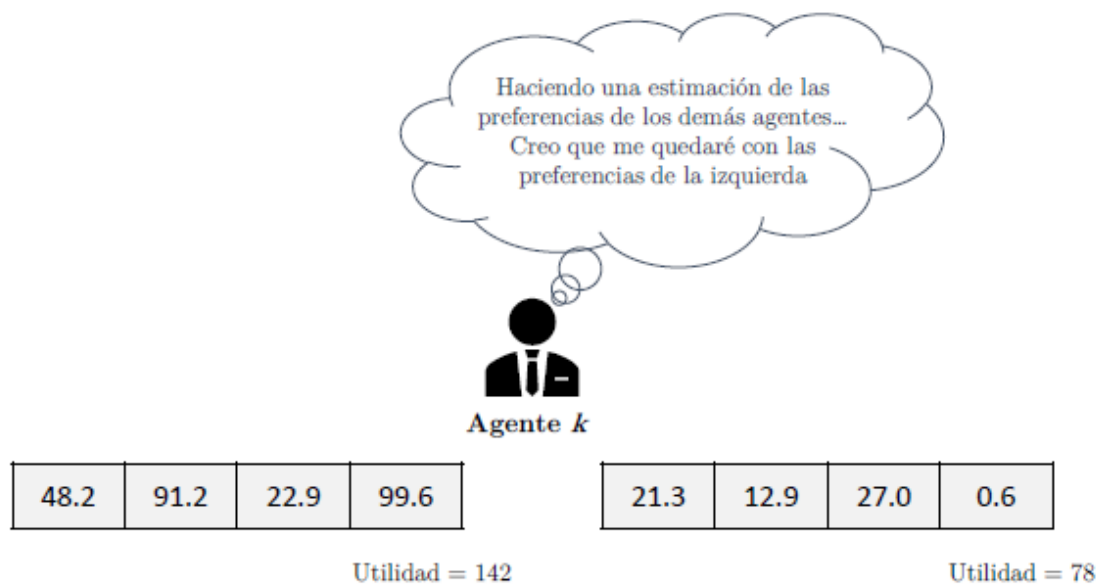 Haciendo una estimación de las
preferencias de los demás agentes...
Creo que me quedaré con las
preferencias de la izquierda
Agente k
48.2 91.2 22.9 99.6
21.3 12.9 27.0 0.6
Utilidad = 142
Utilidad = 78